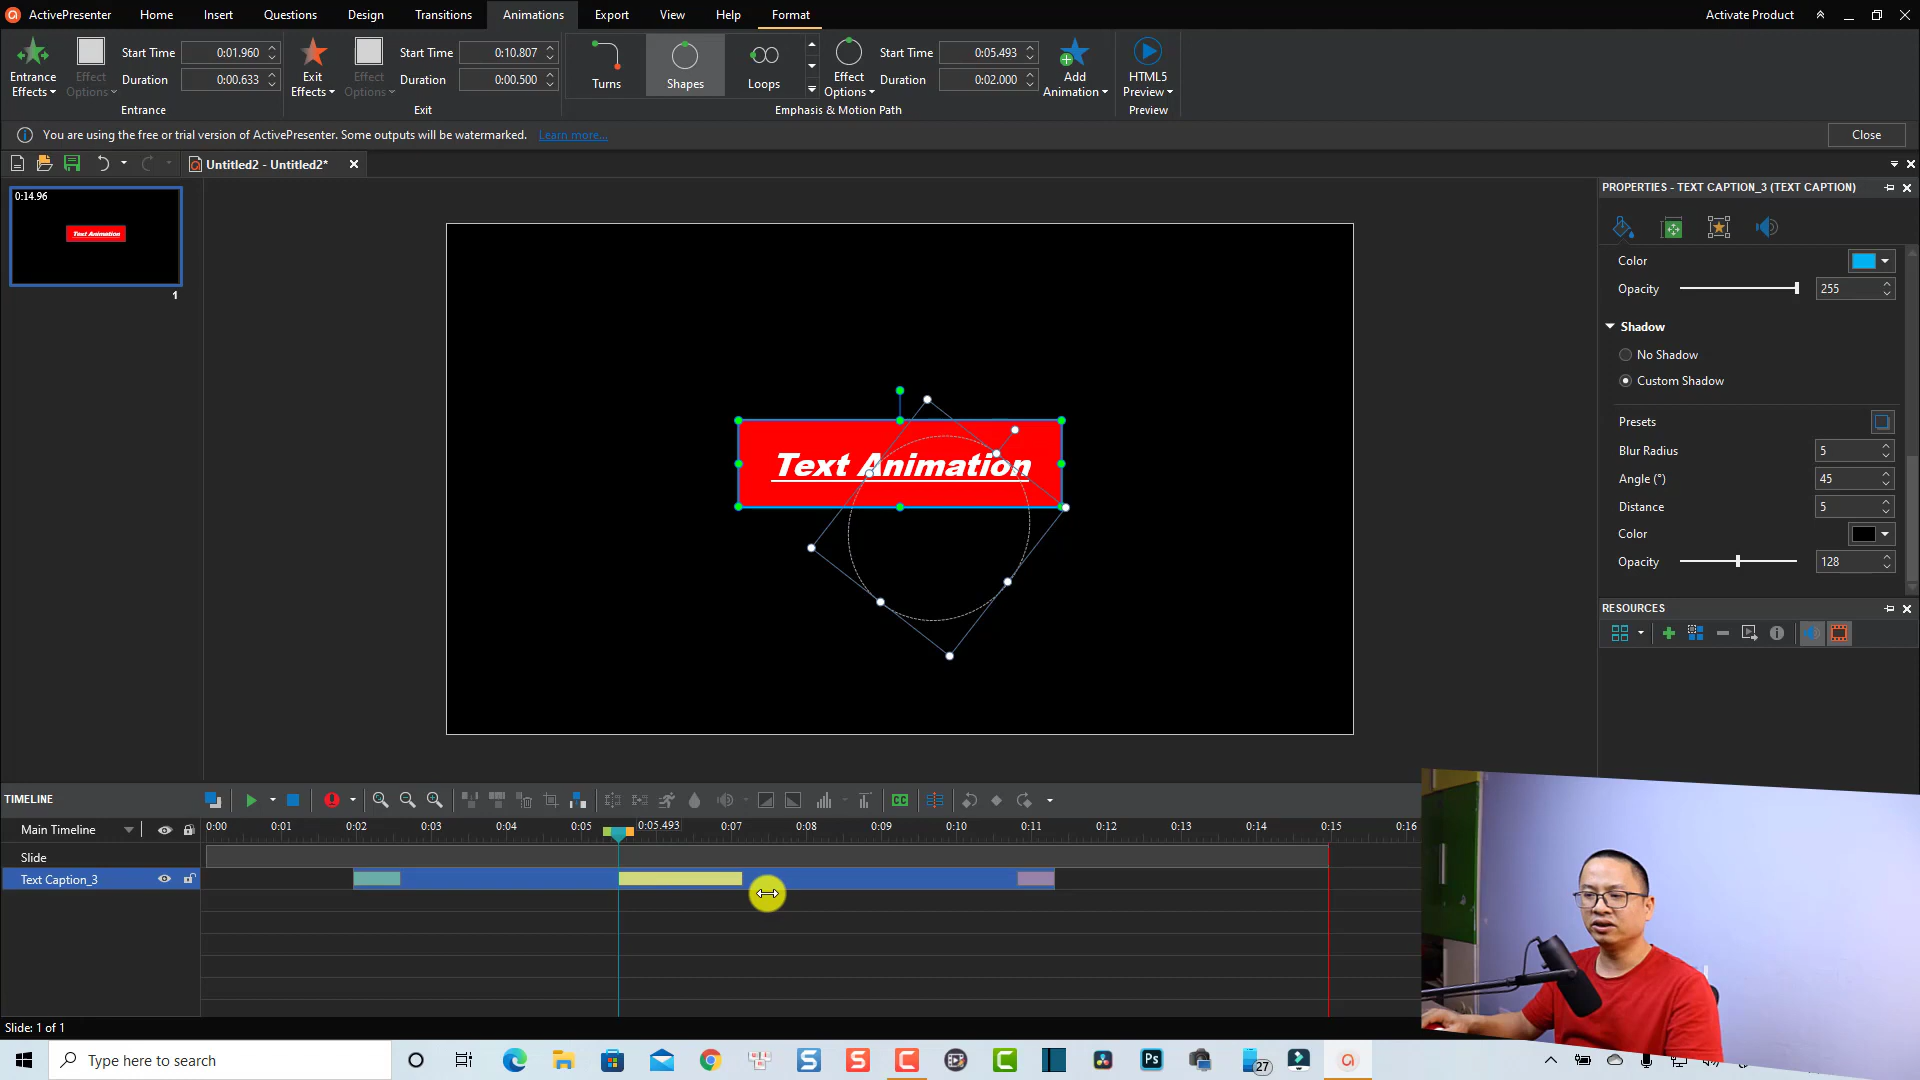 ActivePresenter Home Insert Questions Design Transitions Animations Export View Help Format Activate Product
Entrance Effects Effect Options Start Time 0:01.960 Duration 0:00.633 Entrance
Exit Effects Effect Options Start Time 0:10.807 Duration 0:00.500 Exit
Turns Shapes Loops Effect Options Start Time 0:05.493 Duration 0:02.000 Emphasis & Motion Path
Add Animation HTML5 Preview Preview
You are using the free or trial version of ActivePresenter. Some outputs will be watermarked. Learn more... Close
Untitled2 - Untitled2*
0:14.96
Text Animation
1
Text Animation
PROPERTIES - TEXT CAPTION_3 (TEXT CAPTION)
Color
Opacity 255
Shadow
No Shadow
Custom Shadow
Presets
Blur Radius 5
Angle (°) 45
Distance 5
Color
Opacity 128
RESOURCES
TIMELINE
CC
Main Timeline 0:00 0:01 0:02 0:03 0:04 0:05 0:05.493 0:07 0:08 0:09 0:10 0:11 0:12 0:13 0:14 0:15 0:16
Slide
Text Caption_3
Slide: 1 of 1
Type here to search
S S C C Ps 27